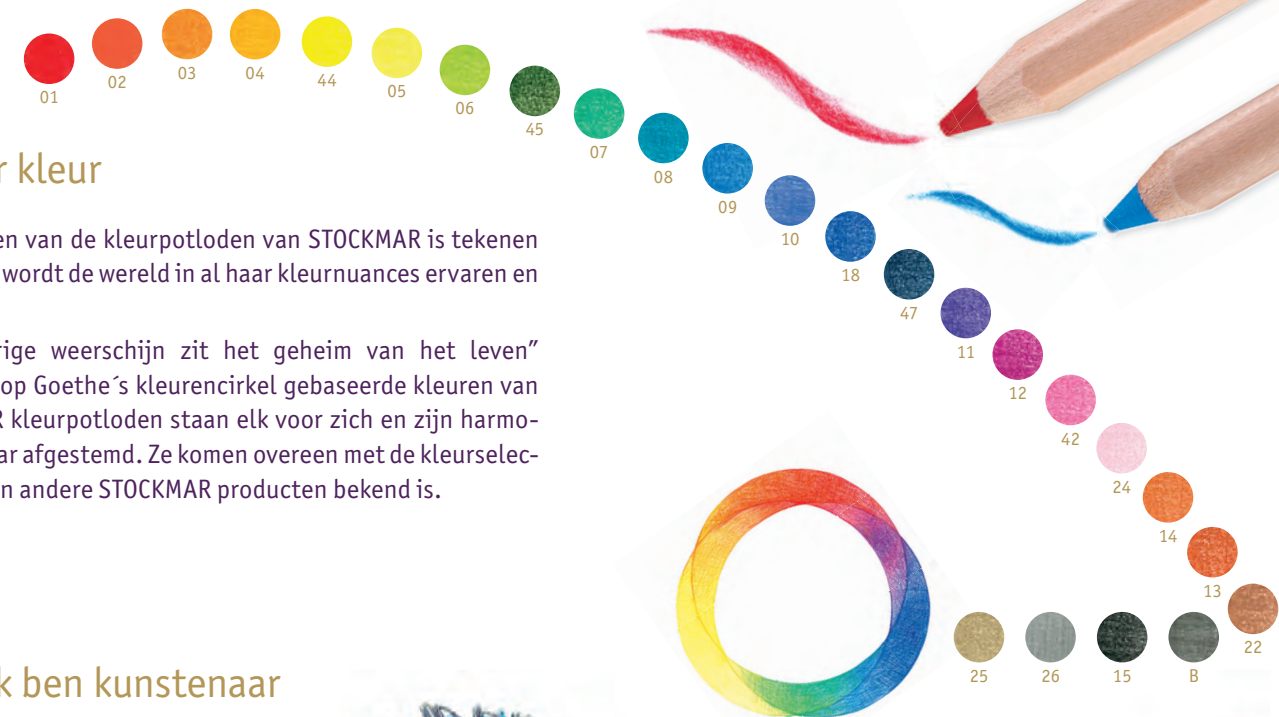 01
02
03
04
44
05
06
45
07
08
09
10
18
47
11
12
42
24
14
13
22
25
26
15
B
r kleur
en van de kleurpotloden van STOCKMAR is tekenen
wordt de wereld in al haar kleurnuances ervaren en
rige weerschijn zit het geheim van het leven”
op Goethe´s kleurencirkel gebaseerde kleuren van
R kleurpotloden staan elk voor zich en zijn harmo-
ar afgestemd. Ze komen overeen met de kleurselec-
n andere STOCKMAR producten bekend is.
k ben kunstenaar